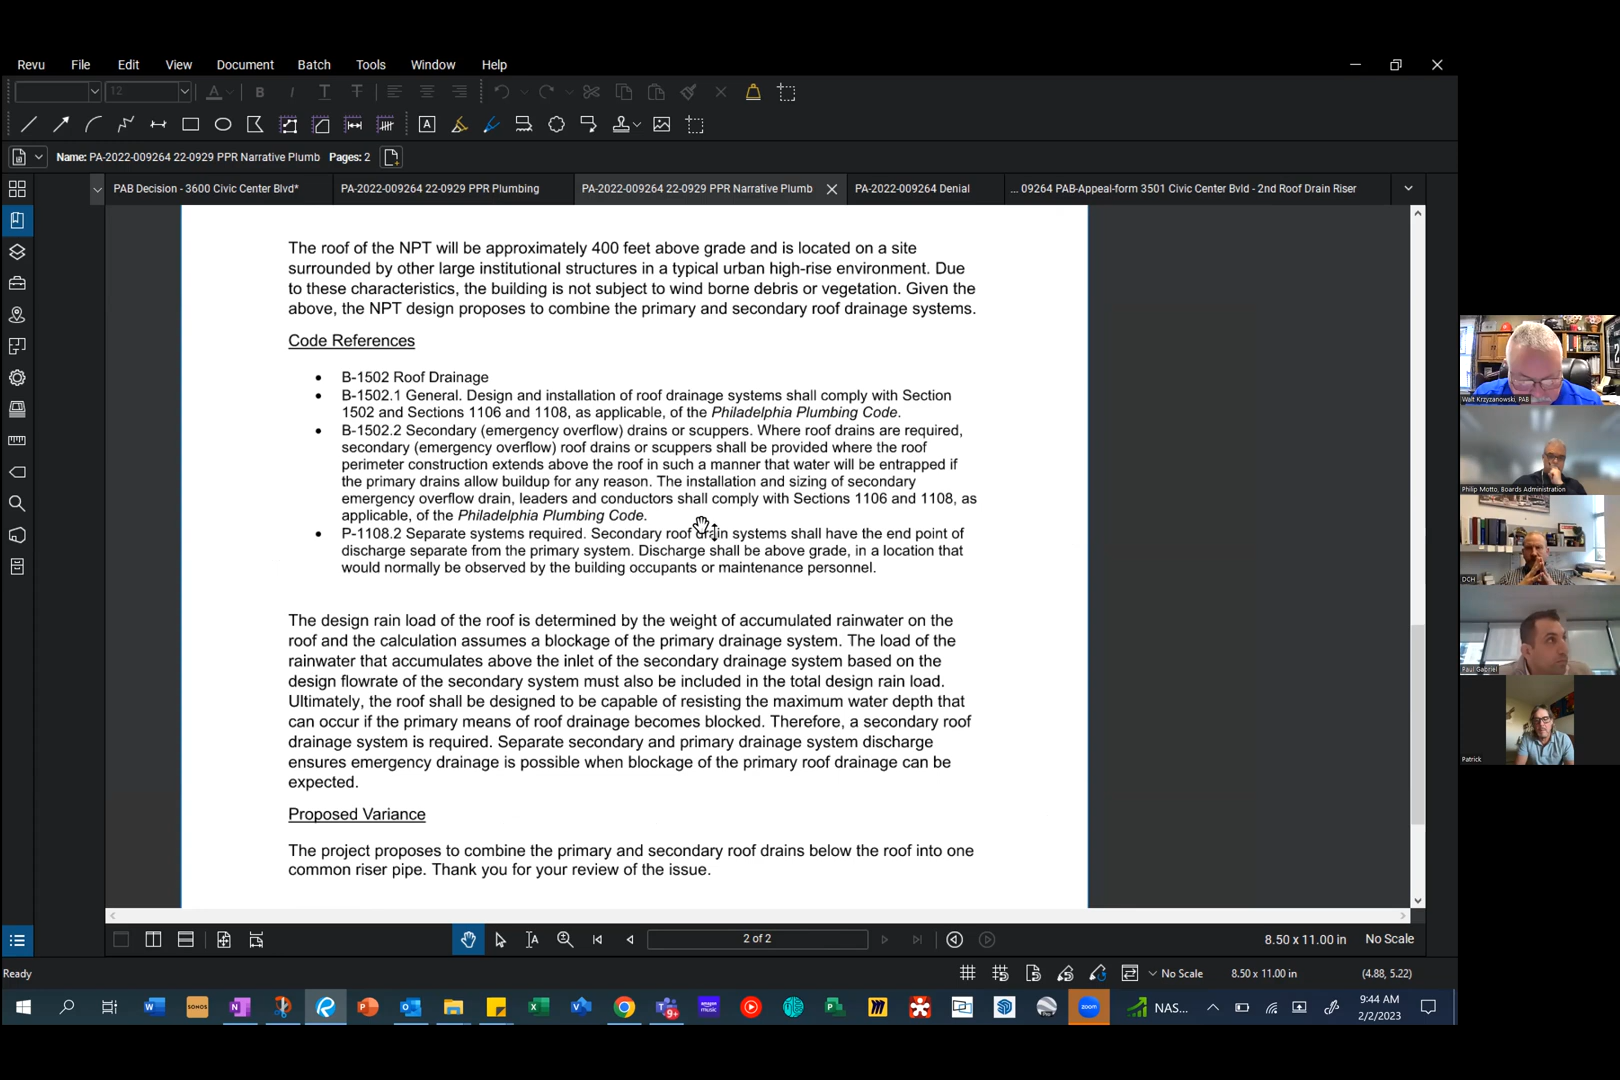 Revu File Edit View Document Batch Tools Window Help
12
Name: PA-2022-009264 22-0929 PPR Narrative Plumb Pages: 2
PAB Decision - 3600 Civic Center Blvd* PA-2022-009264 22-0929 PPR Plumbing PA-2022-009264 22-0929 PPR Narrative Plumb PA-2022-009264 Denial ... 09264 PAB-Appeal-form 3501 Civic Center Bvld - 2nd Roof Drain Riser
The roof of the NPT will be approximately 400 feet above grade and is located on a site
surrounded by other large institutional structures in a typical urban high-rise environment. Due
to these characteristics, the building is not subject to wind borne debris or vegetation. Given the
above, the NPT design proposes to combine the primary and secondary roof drainage systems.
Code References
• B-1502 Roof Drainage
• B-1502.1 General. Design and installation of roof drainage systems shall comply with Section
1502 and Sections 1106 and 1108, as applicable, of the Philadelphia Plumbing Code.
• B-1502.2 Secondary (emergency overflow) drains or scuppers. Where roof drains are required,
secondary (emergency overflow) roof drains or scuppers shall be provided where the roof
perimeter construction extends above the roof in such a manner that water will be entrapped if
the primary drains allow buildup for any reason. The installation and sizing of secondary
emergency overflow drain, leaders and conductors shall comply with Sections 1106 and 1108, as
applicable, of the Philadelphia Plumbing Code.
• P-1108.2 Separate systems required. Secondary roof drain systems shall have the end point of
discharge separate from the primary system. Discharge shall be above grade, in a location that
would normally be observed by the building occupants or maintenance personnel.
The design rain load of the roof is determined by the weight of accumulated rainwater on the
roof and the calculation assumes a blockage of the primary drainage system. The load of the
rainwater that accumulates above the inlet of the secondary drainage system based on the
design flowrate of the secondary system must also be included in the total design rain load.
Ultimately, the roof shall be designed to be capable of resisting the maximum water depth that
can occur if the primary means of roof drainage becomes blocked. Therefore, a secondary roof
drainage system is required. Separate secondary and primary drainage system discharge
ensures emergency drainage is possible when blockage of the primary roof drainage can be
expected.
Proposed Variance
The project proposes to combine the primary and secondary roof drains below the roof into one
common riser pipe. Thank you for your review of the issue.
Walt Krzyzanowski, PAB
Philip Motto, Boards Administration
DCH
Paul Gabriel
Patrick
2 of 2
8.50 x 11.00 in No Scale
Ready
No Scale 8.50 x 11.00 in (4.88, 5.22)
SONOS
amazon music
9+
zoom
NAS...
9:44 AM
2/2/2023